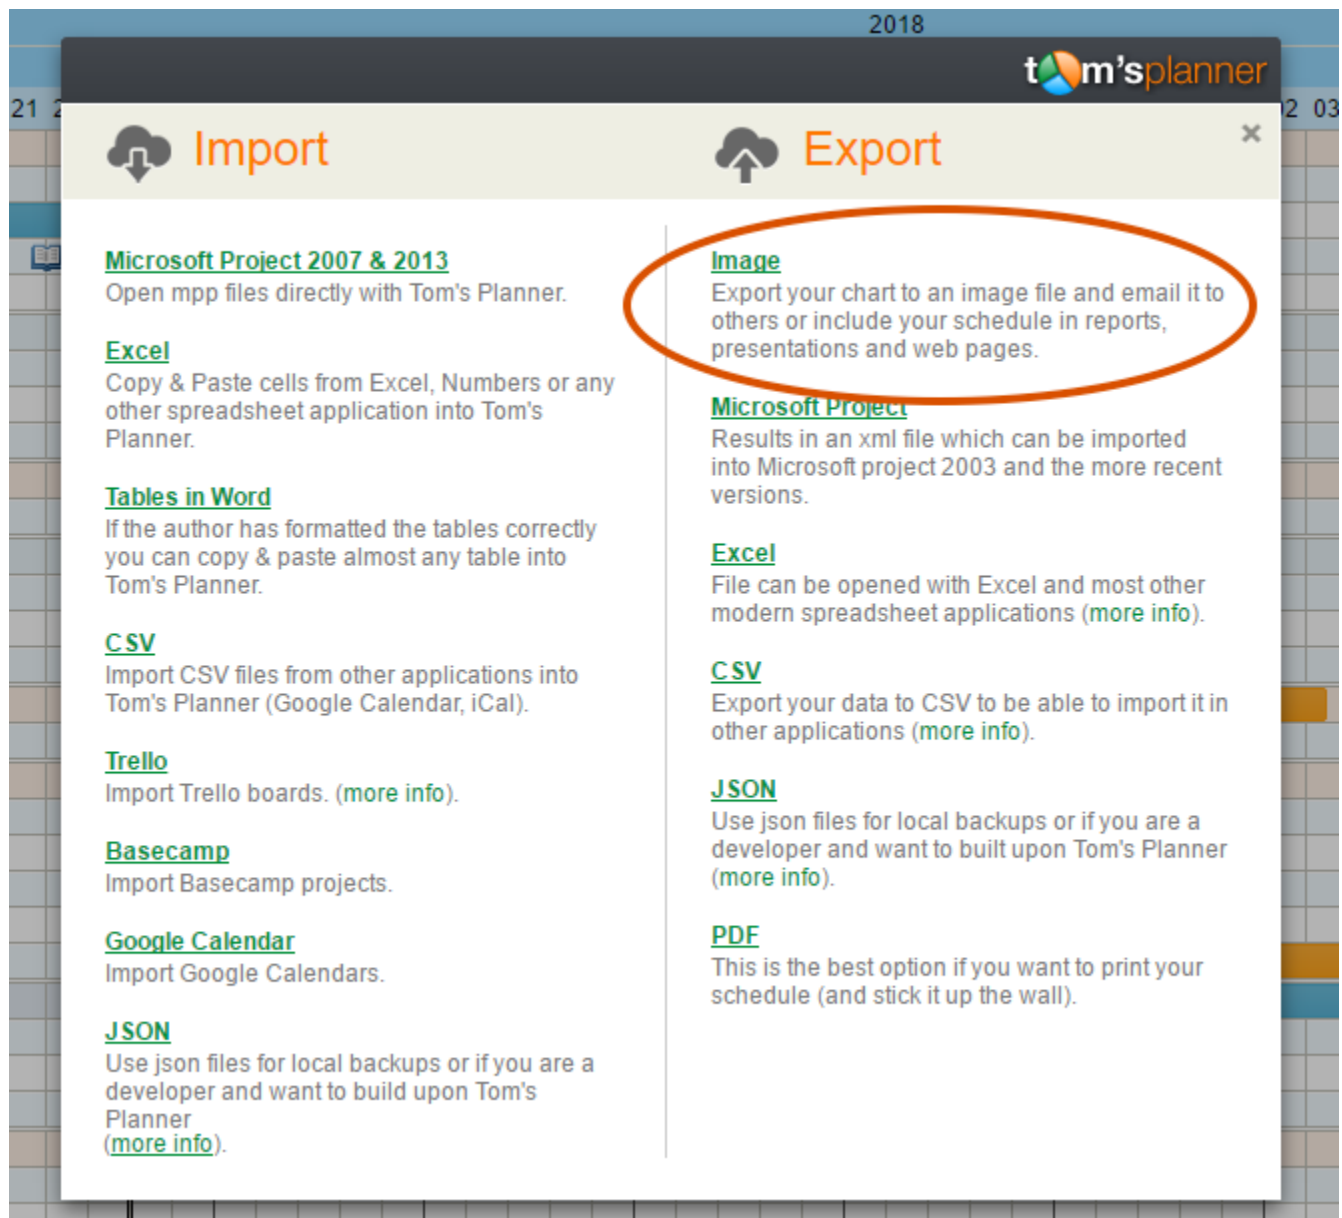 2018
tom'splanner
21
02 03
Import
Export
Microsoft Project 2007 & 2013
Open mpp files directly with Tom's Planner.
Excel
Copy & Paste cells from Excel, Numbers or any
other spreadsheet application into Tom's
Planner.
Tables in Word
If the author has formatted the tables correctly
you can copy & paste almost any table into
Tom's Planner.
CSV
Import CSV files from other applications into
Tom's Planner (Google Calendar, iCal).
Trello
Import Trello boards. (more info).
Basecamp
Import Basecamp projects.
Google Calendar
Import Google Calendars.
JSON
Use json files for local backups or if you are a
developer and want to build upon Tom's
Planner
(more info).
Image
Export your chart to an image file and email it to
others or include your schedule in reports,
presentations and web pages.
Microsoft Project
Results in an xml file which can be imported
into Microsoft project 2003 and the more recent
versions.
Excel
File can be opened with Excel and most other
modern spreadsheet applications (more info).
CSV
Export your data to CSV to be able to import it in
other applications (more info).
JSON
Use json files for local backups or if you are a
developer and want to built upon Tom's Planner
(more info).
PDF
This is the best option if you want to print your
schedule (and stick it up the wall).